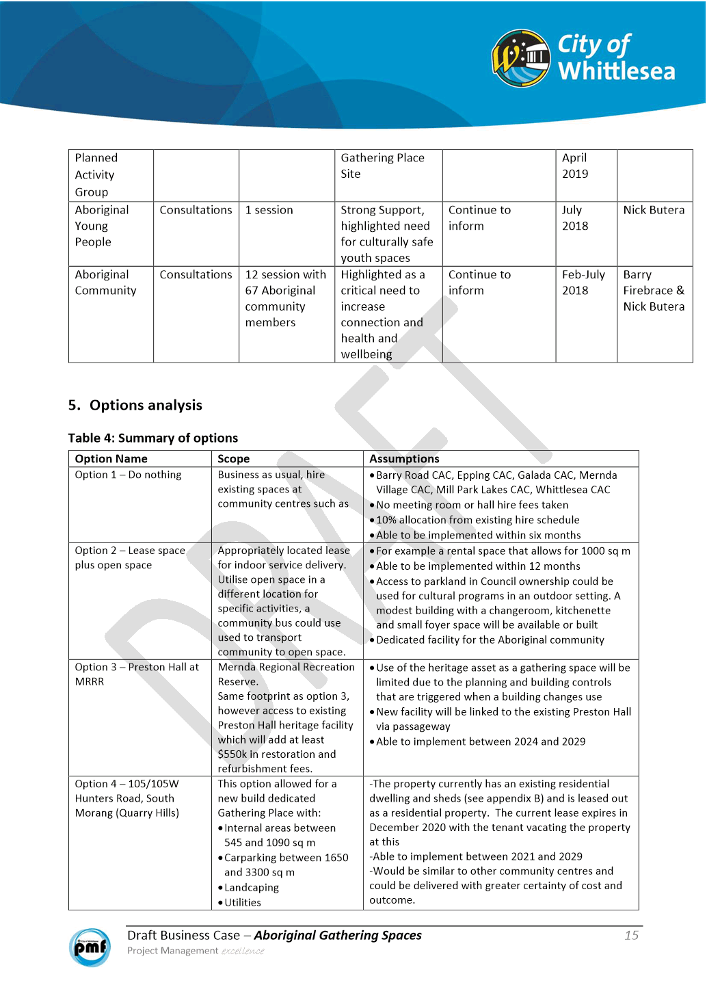 City of
Whittlesea
Planned
Activity
Group
Gathering Place
Site
April
2019
Aboriginal
Young
People
Consultations
1 session
Strong Support,
highlighted need
for culturally safe
youth spaces
Continue to
inform
July
2018
Nick Butera
Aboriginal
Community
Consultations
12 session with
67 Aboriginal
community
members
Highlighted as a
critical need to
increase
connection and
health and
wellbeing
Continue to
inform
Feb-July
2018
Barry
Firebrace &
Nick Butera
DRAFT
5. Options analysis
Table 4: Summary of options
Option Name
Scope
Assumptions
Option 1 – Do nothing
Business as usual, hire
existing spaces at
community centres such as
• Barry Road CAC, Epping CAC, Galada CAC, Mernda
Village CAC, Mill Park Lakes CAC, Whittlesea CAC
• No meeting room or hall hire fees taken
• 10% allocation from existing hire schedule
• Able to be implemented within six months
Option 2 – Lease space
plus open space
Appropriately located lease
for indoor service delivery.
Utilise open space in a
different location for
specific activities, a
community bus could use
used to transport
community to open space.
• For example a rental space that allows for 1000 sq m
• Able to be implemented within 12 months
• Access to parkland in Council ownership could be
used for cultural programs in an outdoor setting. A
modest building with a changeroom, kitchenette
and small foyer space will be available or built
• Dedicated facility for the Aboriginal community
Option 3 – Preston Hall at
MRRR
Mernda Regional Recreation
Reserve.
Same footprint as option 3,
however access to existing
Preston Hall heritage facility
which will add at least
$550k in restoration and
refurbishment fees.
• Use of the heritage asset as a gathering space will be
limited due to the planning and building controls
that are triggered when a building changes use
• New facility will be linked to the existing Preston Hall
via passageway
• Able to implement between 2024 and 2029
Option 4 – 105/105W
Hunters Road, South
Morang (Quarry Hills)
This option allowed for a
new build dedicated
Gathering Place with:
• Internal areas between
545 and 1090 sq m
• Carparking between 1650
and 3300 sq m
• Landcaping
• Utilities
-The property currently has an existing residential
dwelling and sheds (see appendix B) and is leased out
as a residential property. The current lease expires in
December 2020 with the tenant vacating the property
at this
-Able to implement between 2021 and 2029
-Would be similar to other community centres and
could be delivered with greater certainty of cost and
outcome.
City of Whittlesea
pmf
Draft Business Case – Aboriginal Gathering Spaces
15
Project Management excellence